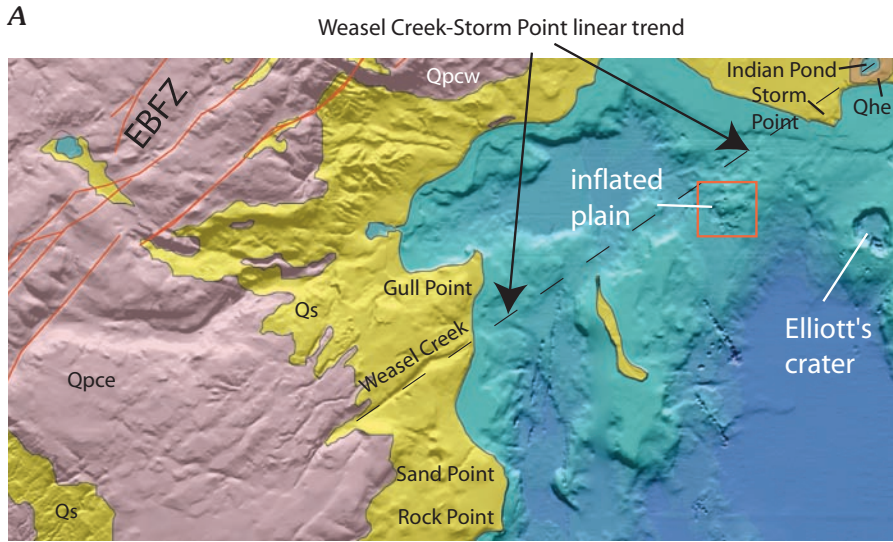 A
Weasel Creek-Storm Point linear trend
Qpcw
Indian Pond
Storm
Point
Qhe
EBFZ
inflated
plain
Gull Point
Qs
Elliott's
crater
Weasel Creek
Qpce
Sand Point
Qs
Rock Point